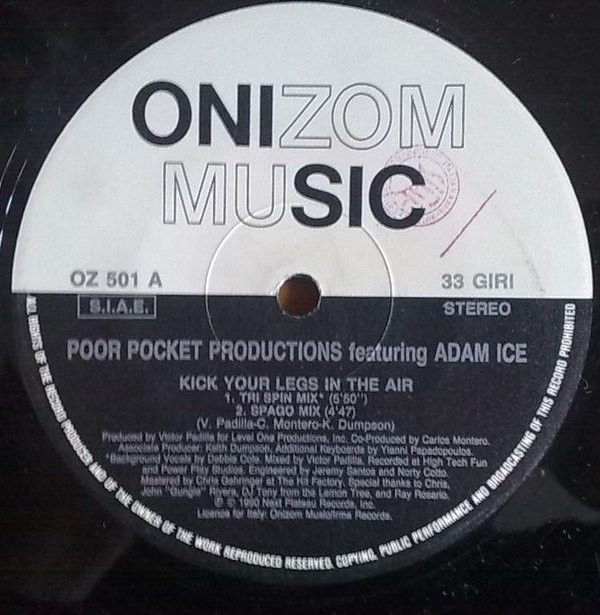 ONIZOM
MUSIC
OZ 501 A
33 GIRI
S.I.A.E.
STEREO
POOR POCKET PRODUCTIONS featuring ADAM ICE
KICK YOUR LEGS IN THE AIR
1. TRI SPIN MIX* (5'50'')
2. SPAGO MIX (4'47)
(V. Padilla-C. Montero-K. Dumpson)
Produced by Victor Padilla for Level One Productions, Inc. Co-Produced by Carlos Montero.
Associate Producer: Keith Dumpson. Additional Keyboards by Yianni Papadopoulos.
*Background Vocals by Debbie Cole. Mixed by Victor Padilla. Recorded at High Tech Fun
and Power Play Studios. Engineered by Jeremy Santos and Norty Cotto.
Mastered by Chris Gehringer at The Hit Factory. Special thanks to Chris,
John "Gungie" Rivera, DJ Tony from the Lemon Tree, and Ray Rosario.
© ℗ 1990 Next Plateau Records, Inc.
Licence for Italy: Onizom Music/Irma Records.
ALL RIGHTS OF THE RECORD PRODUCER AND OF THE OWNER OF THE WORK REPRODUCED RESERVED. COPYING, PUBLIC PERFORMANCE AND BROADCASTING OF THIS RECORD PROHIBITED